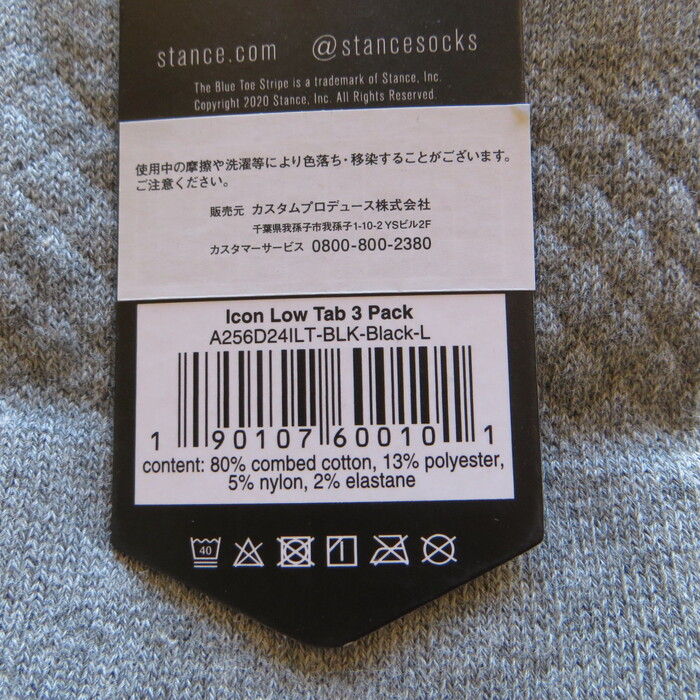 stance.com @stancesocks
The Blue Toe Stripe is a trademark of Stance, Inc.
Copyright 2020 Stance, Inc. All Rights Reserved.
使用中の摩擦や洗濯等により色落ち・移染することがございます。
ご注意ください。
販売元 カスタムプロデュース株式会社
千葉県我孫子市我孫子1-10-2 YSビル2F
カスタマーサービス 0800-800-2380
Icon Low Tab 3 Pack
A256D24ILT-BLK-Black-L
1 90107 60010 1
content: 80% combed cotton, 13% polyester,
5% nylon, 2% elastane
40